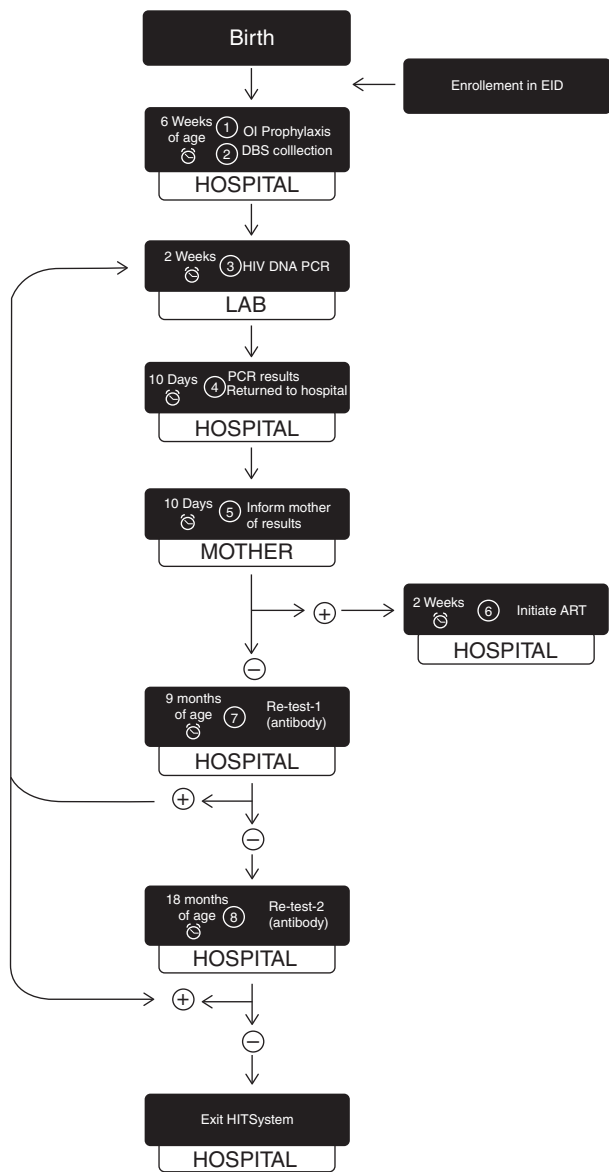 Birth
Enrollement in EID
6 Weeks
of age
1
OI Prophylaxis
2
DBS colllection
HOSPITAL
2 Weeks
3
HIV DNA PCR
LAB
10 Days
4
PCR results
Returned to hospital
HOSPITAL
10 Days
5
Inform mother
of results
MOTHER
+
2 Weeks
6
Initiate ART
HOSPITAL
−
9 months
of age
7
Re-test-1
(antibody)
HOSPITAL
+
−
18 months
of age
8
Re-test-2
(antibody)
HOSPITAL
+
−
Exit HITSystem
HOSPITAL